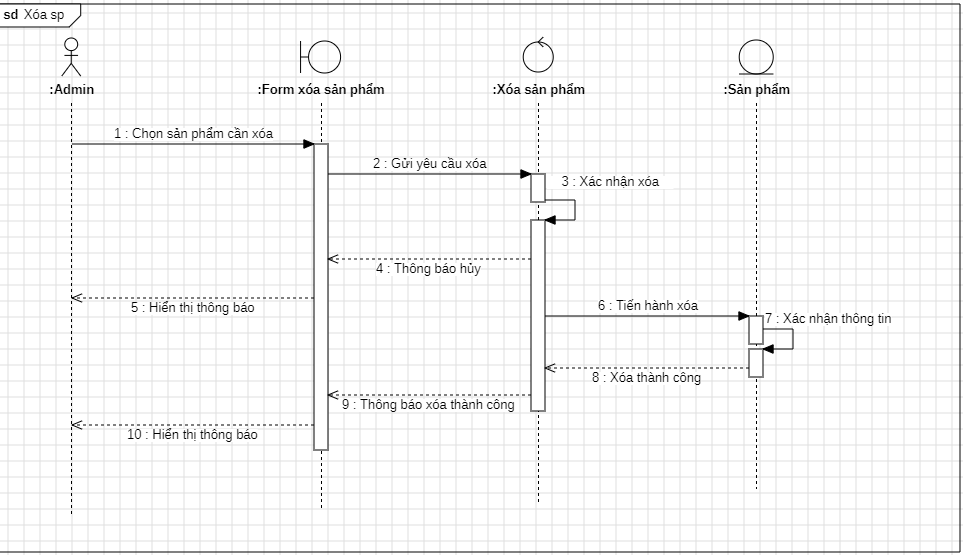 sd Xóa sp
:Admin
:Form xóa sản phẩm
:Xóa sản phẩm
:Sản phẩm
1 : Chọn sản phẩm cần xóa
2 : Gửi yêu cầu xóa
3 : Xác nhận xóa
4 : Thông báo hủy
5 : Hiển thị thông báo
6 : Tiến hành xóa
7 : Xác nhận thông tin
8 : Xóa thành công
9 : Thông báo xóa thành công
10 : Hiển thị thông báo